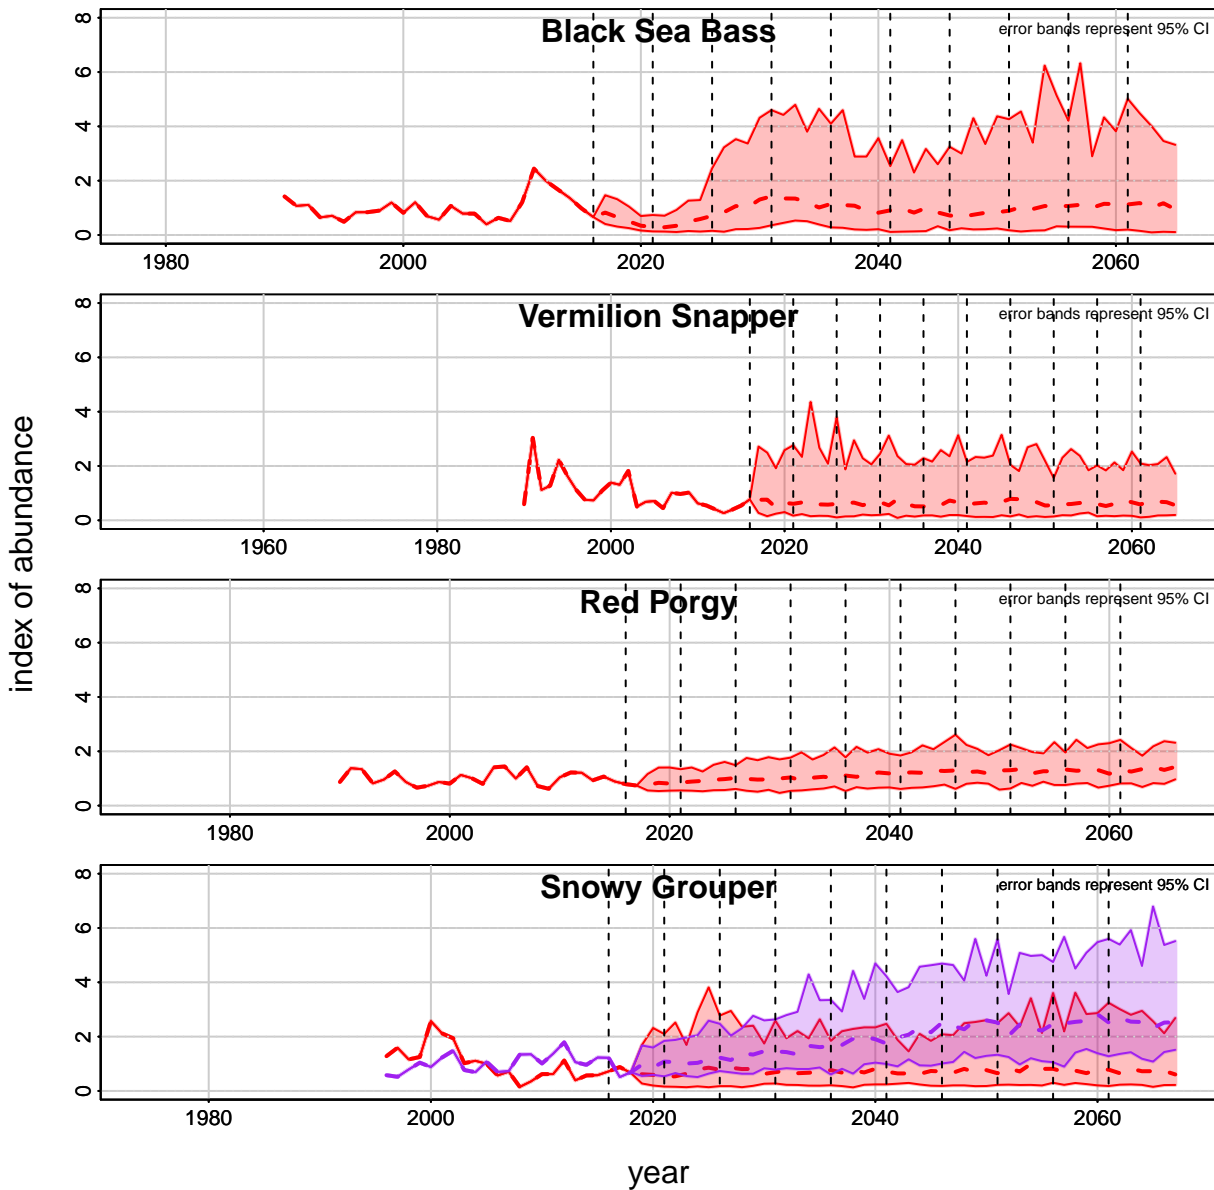 Black Sea Bass
error bands represent 95% CI
0 2 4 6 8
1980 2000 2020 2040 2060
Vermilion Snapper
error bands represent 95% CI
0 2 4 6 8
1960 1980 2000 2020 2040 2060
Red Porgy
error bands represent 95% CI
0 2 4 6 8
1980 2000 2020 2040 2060
Snowy Grouper
error bands represent 95% CI
0 2 4 6 8
1980 2000 2020 2040 2060
index of abundance
year